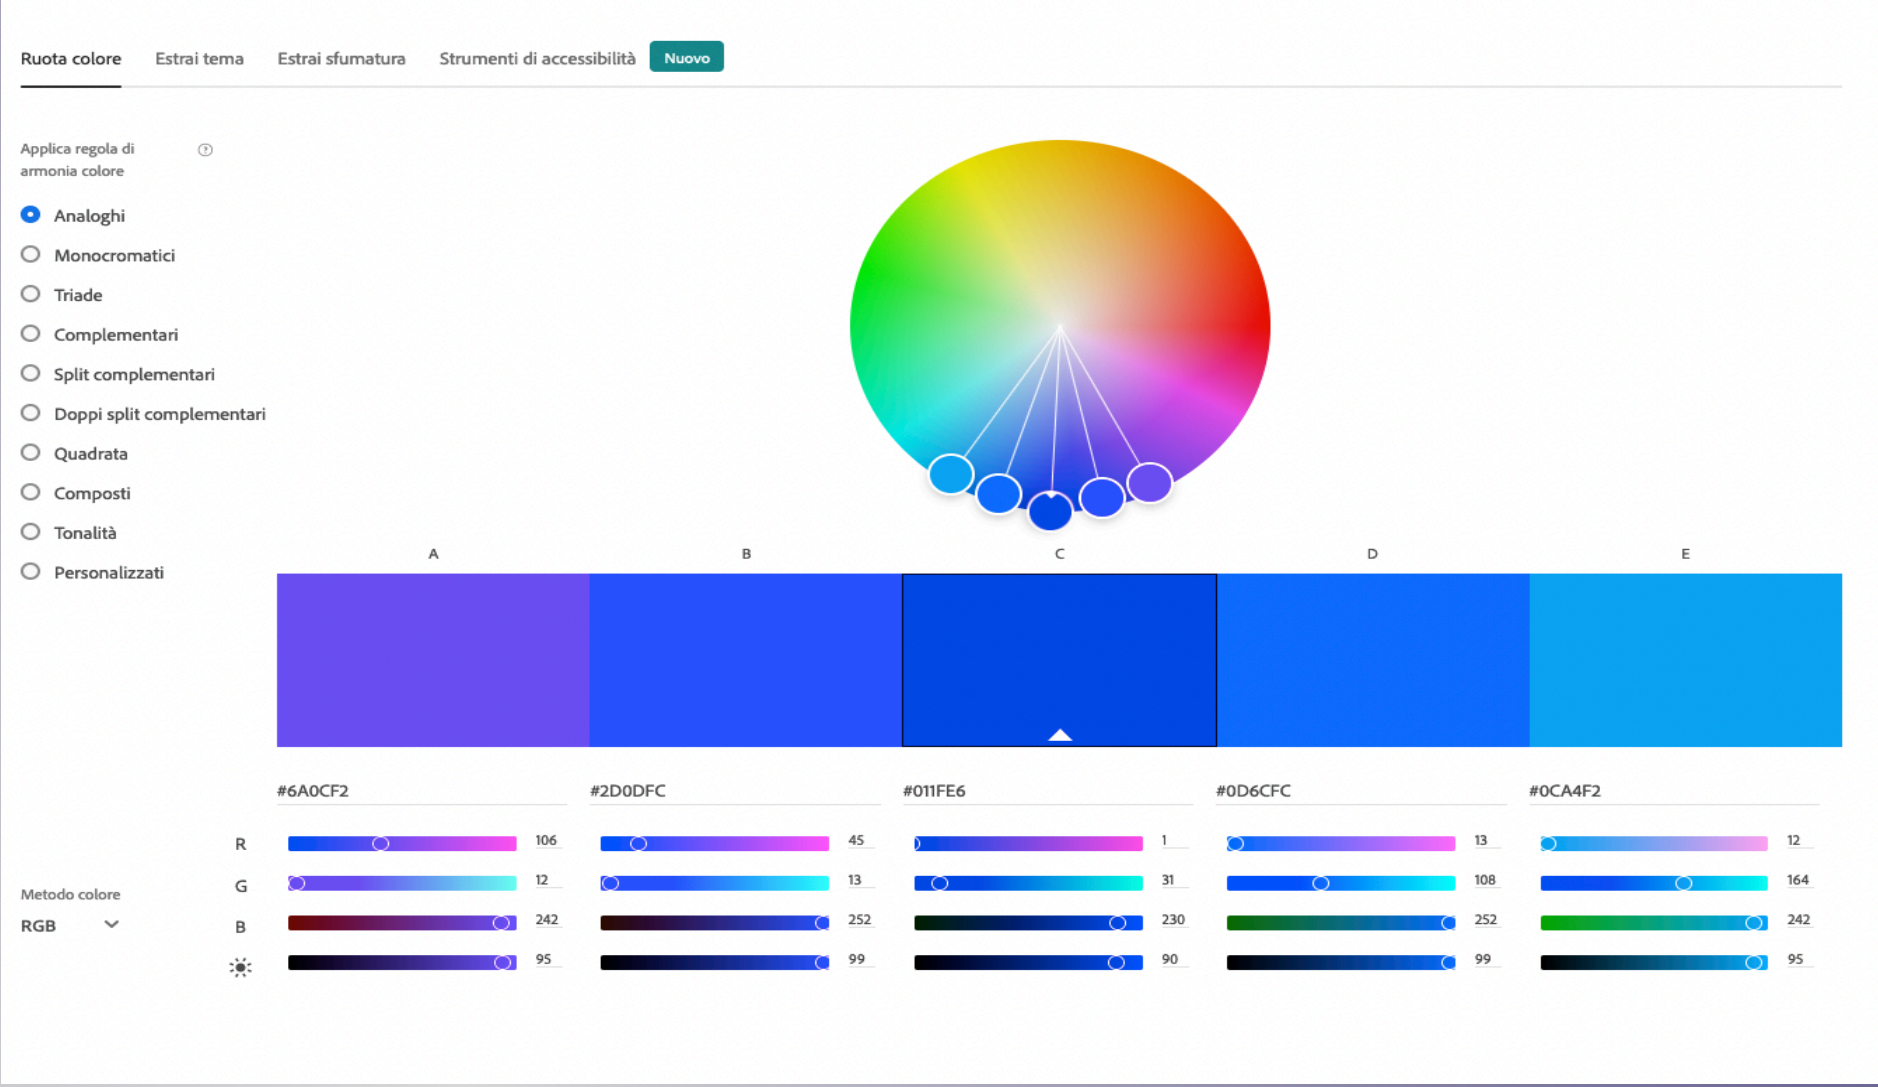 Ruota colore Estrai tema Estrai sfumatura Strumenti di accessibilità Nuovo
Applica regola di
armonia colore
Analoghi
Monocromatici
Triade
Complementari
Split complementari
Doppi split complementari
Quadrata
Composti
Tonalità
Personalizzati
A B C D E
#6A0CF2 #2D0DFC #011FE6 #0D6CFC #0CA4F2
R 106 45 1 13 12
G 12 13 31 108 164
B 242 252 230 252 242
95 99 90 99 95
Metodo colore
RGB